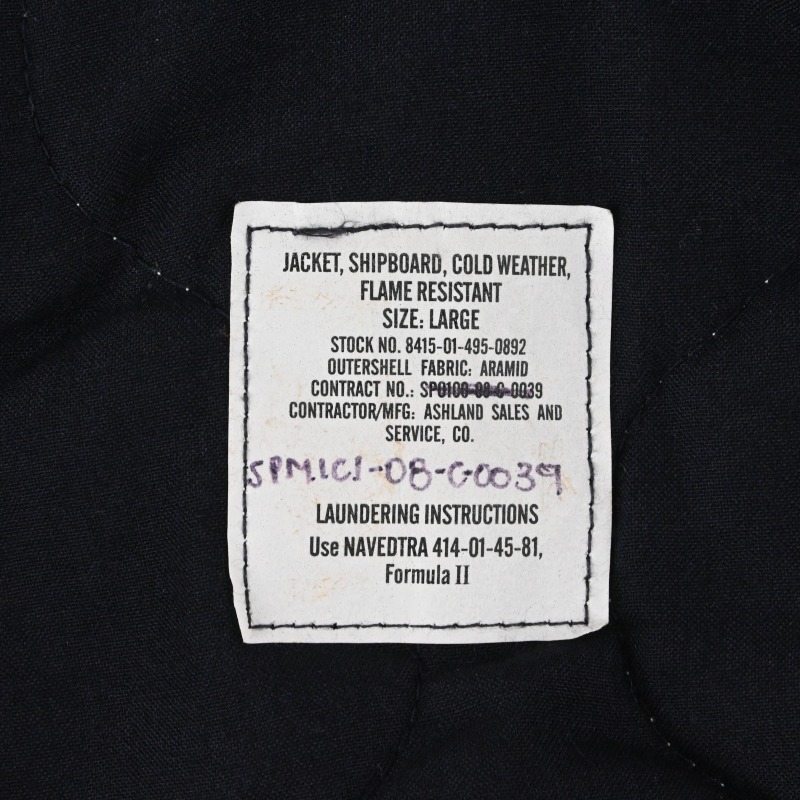 JACKET, SHIPBOARD, COLD WEATHER,
FLAME RESISTANT
SIZE: LARGE
STOCK NO. 8415-01-495-0892
OUTERSHELL FABRIC: ARAMID
CONTRACT NO.: SP0100-08-C-0039
CONTRACTOR/MFG: ASHLAND SALES AND
SERVICE, CO.
SPM1C1-08-C-0039
LAUNDERING INSTRUCTIONS
Use NAVEDTRA 414-01-45-81,
Formula II